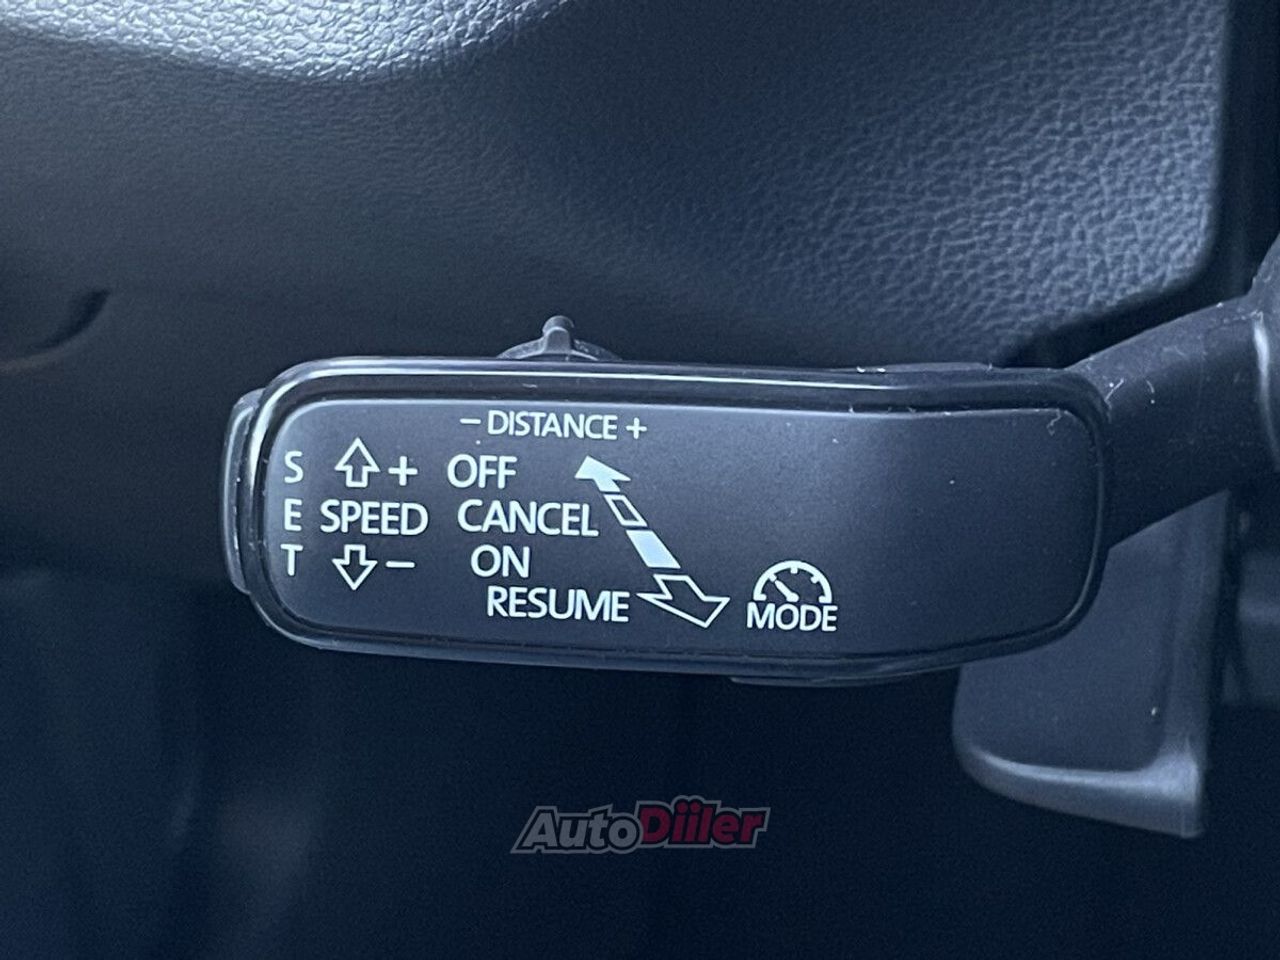 − DISTANCE +
S + OFF
E SPEED CANCEL
T − ON
RESUME
MODE
AutoDiiler